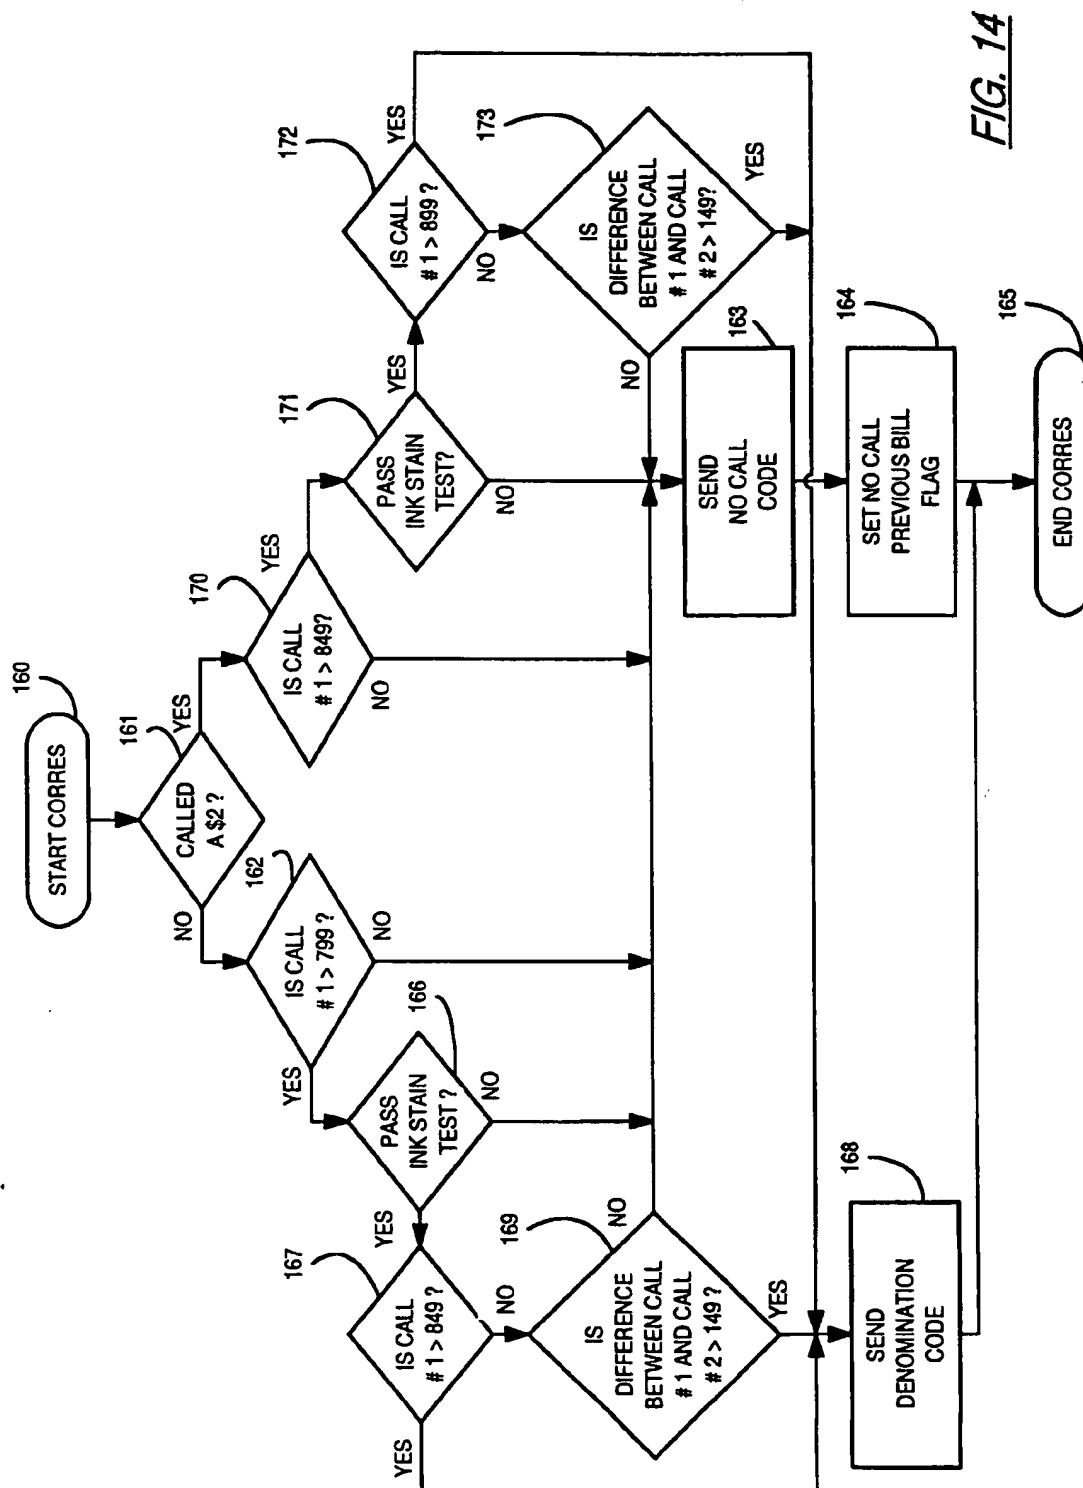 START CORRES
160
CALLED
A $2 ?
161
NO
YES
IS CALL
# 1 > 799 ?
162
YES
NO
IS CALL
# 1 > 849?
170
YES
NO
PASS
INK STAIN
TEST ?
166
YES
NO
PASS
INK STAIN
TEST?
171
YES
NO
IS CALL
# 1 > 849 ?
167
YES
NO
IS CALL
# 1 > 899 ?
172
YES
NO
IS
DIFFERENCE
BETWEEN CALL
# 1 AND CALL
# 2 > 149 ?
169
NO
YES
IS
DIFFERENCE
BETWEEN CALL
# 1 AND CALL
# 2 > 149?
173
NO
YES
SEND
NO CALL
CODE
163
SEND
DENOMINATION
CODE
168
SET NO CALL
PREVIOUS BILL
FLAG
164
END CORRES
165
FIG. 14